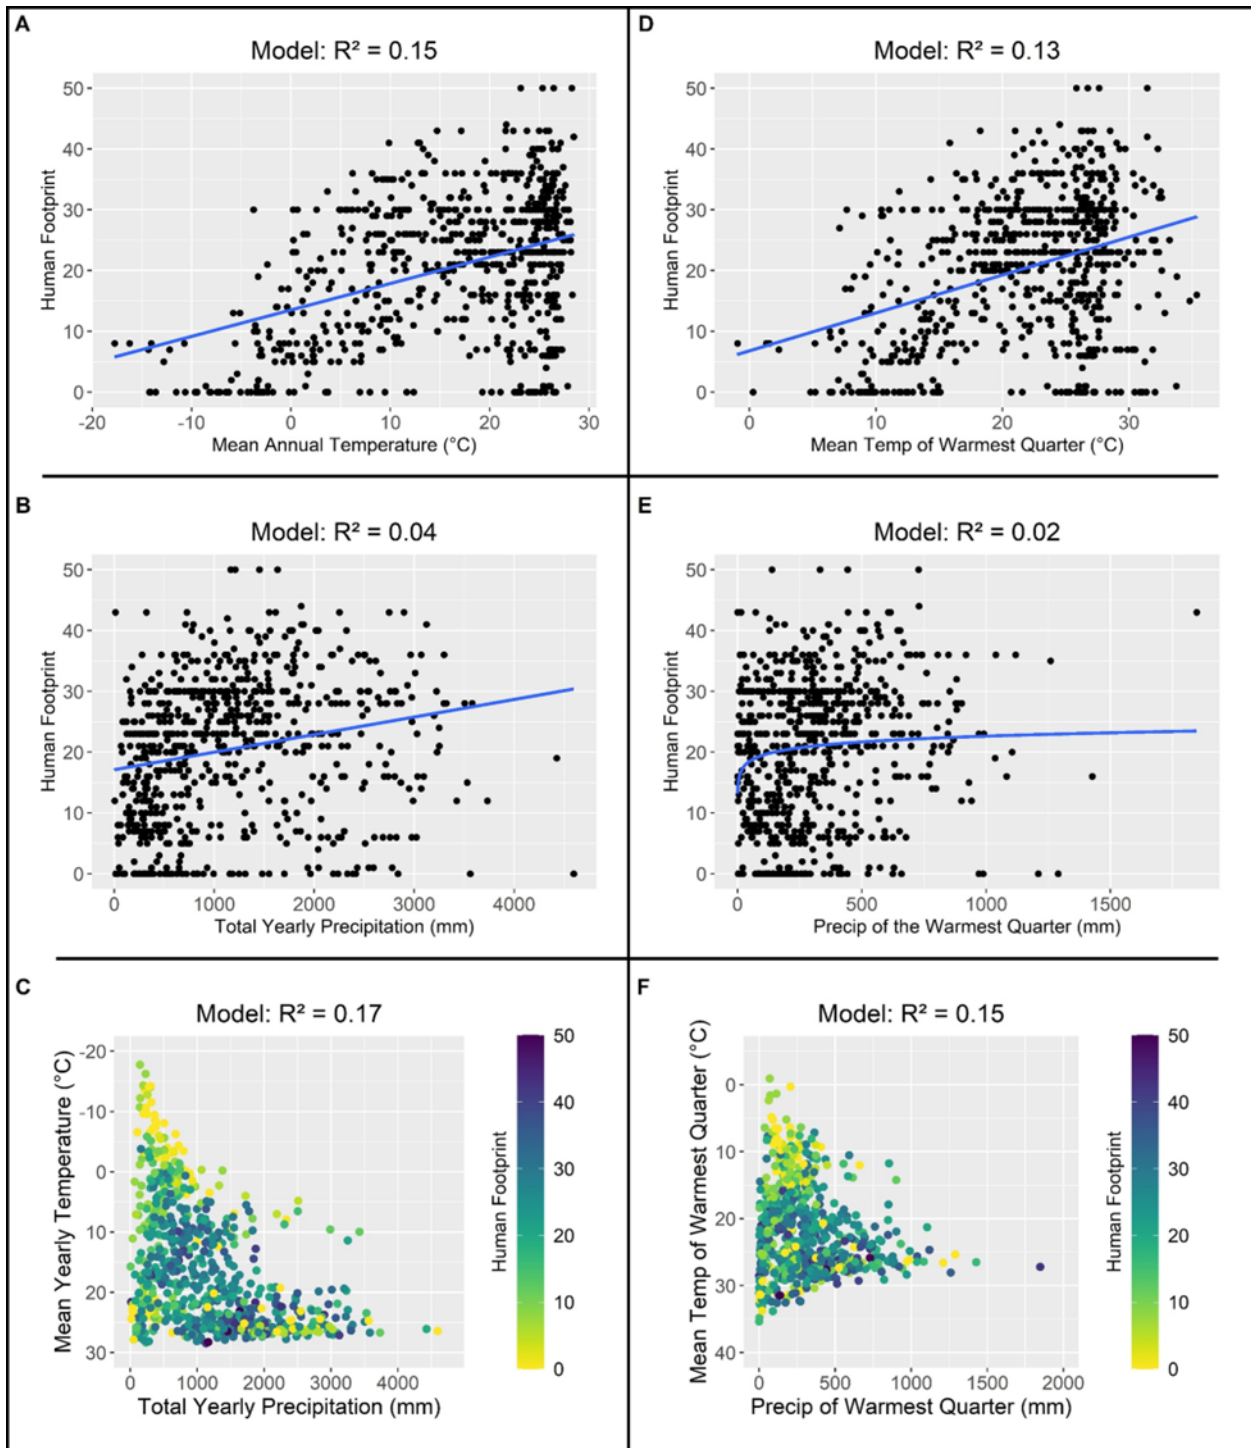 A
Model: R² = 0.15
Human Footprint
50
40
30
20
10
0
-20
-10
0
10
20
30
Mean Annual Temperature (°C)
D
Model: R² = 0.13
Human Footprint
50
40
30
20
10
0
0
10
20
30
Mean Temp of Warmest Quarter (°C)
B
Model: R² = 0.04
Human Footprint
50
40
30
20
10
0
0
1000
2000
3000
4000
Total Yearly Precipitation (mm)
E
Model: R² = 0.02
Human Footprint
50
40
30
20
10
0
0
500
1000
1500
Precip of the Warmest Quarter (mm)
C
Model: R² = 0.17
Mean Yearly Temperature (°C)
-20
-10
0
10
20
30
0
1000
2000
3000
4000
Total Yearly Precipitation (mm)
Human Footprint
50
40
30
20
10
0
F
Model: R² = 0.15
Mean Temp of Warmest Quarter (°C)
0
10
20
30
40
0
500
1000
1500
2000
Precip of Warmest Quarter (mm)
Human Footprint
50
40
30
20
10
0